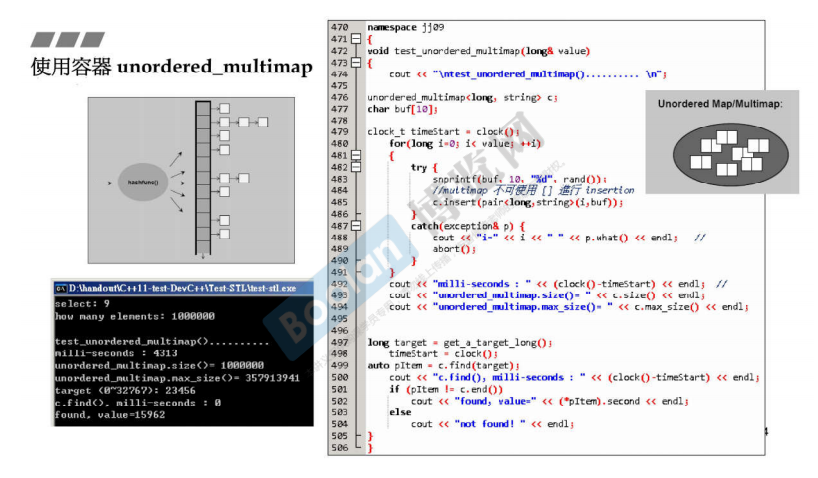 使用容器 unordered_multimap
hashfunc()
D:\handout\C++11-test-DevC++\Test-STL\test-stl.exe
select: 9
how many elements: 1000000
test_unordered_multimap()..........
milli-seconds : 4313
unordered_multimap.size()= 1000000
unordered_multimap.max_size()= 357913941
target (0~32767): 23456
c.find(), milli-seconds : 0
found, value=15962
470 namespace jj09
471 {
472 void test_unordered_multimap(long& value)
473 {
474 cout << "\ntest_unordered_multimap().......... \n";
475
476 unordered_multimap<long, string> c;
477 char buf[10];
478
479 clock_t timeStart = clock();
480 for(long i=0; i< value; ++i)
481 {
482 try {
483 snprintf(buf, 10, "%d", rand());
484 //multimap 不可使用 [] 進行 insertion
485 c.insert(pair<long,string>(i,buf));
486 }
487 catch(exception& p) {
488 cout << "i=" << i << " " << p.what() << endl; //
489 abort();
490 }
491 }
492 cout << "milli-seconds : " << (clock()-timeStart) << endl; //
493 cout << "unordered_multimap.size()= " << c.size() << endl;
494 cout << "unordered_multimap.max_size()= " << c.max_size() << endl;
495
496
497 long target = get_a_target_long();
498 timeStart = clock();
499 auto pItem = c.find(target);
500 cout << "c.find(), milli-seconds : " << (clock()-timeStart) << endl;
501 if (pItem != c.end())
502 cout << "found, value=" << (*pItem).second << endl;
503 else
504 cout << "not found! " << endl;
505 }
506 }
Unordered Map/Multimap:
Boolan
博览网
4